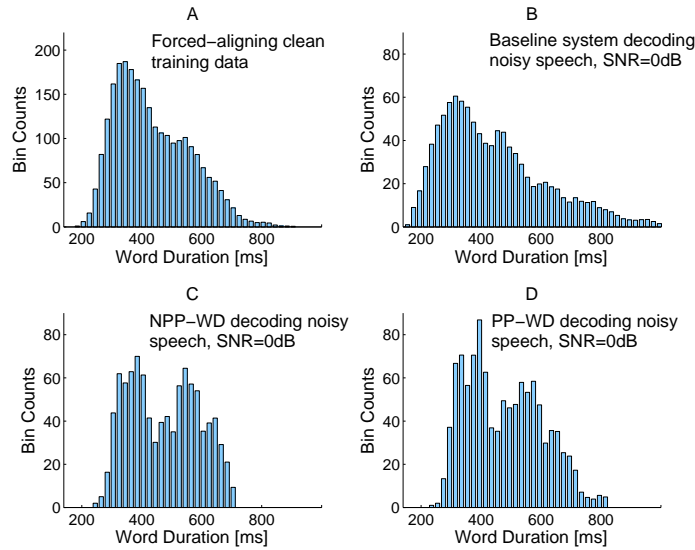 A
Forced-aligning clean
training data
200
150
100
50
0
Bin Counts
200 400 600 800
Word Duration [ms]
B
Baseline system decoding
noisy speech, SNR=0dB
80
60
40
20
0
Bin Counts
200 400 600 800
Word Duration [ms]
C
NPP-WD decoding noisy
speech, SNR=0dB
80
60
40
20
0
Bin Counts
200 400 600 800
Word Duration [ms]
D
PP-WD decoding noisy
speech, SNR=0dB
80
60
40
20
0
Bin Counts
200 400 600 800
Word Duration [ms]